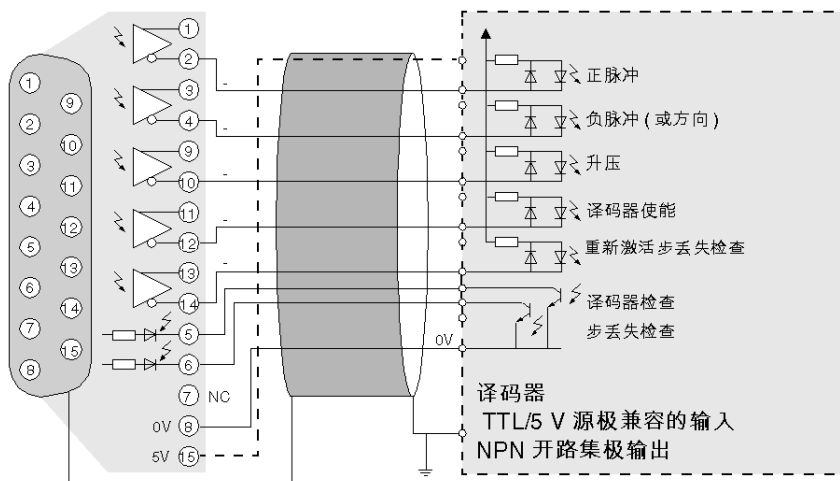 1
2
3
4
5
6
7
8
9
10
11
12
13
14
15
1
2
-
3
4
-
9
10
-
11
12
-
13
14
-
5
6
7 NC
0V 8
5V 15
正脉冲
负脉冲(或方向)
升压
译码器使能
重新激活步丢失检查
译码器检查
步丢失检查
0V
译码器
TTL/5 V 源极兼容的输入
NPN 开路集极输出